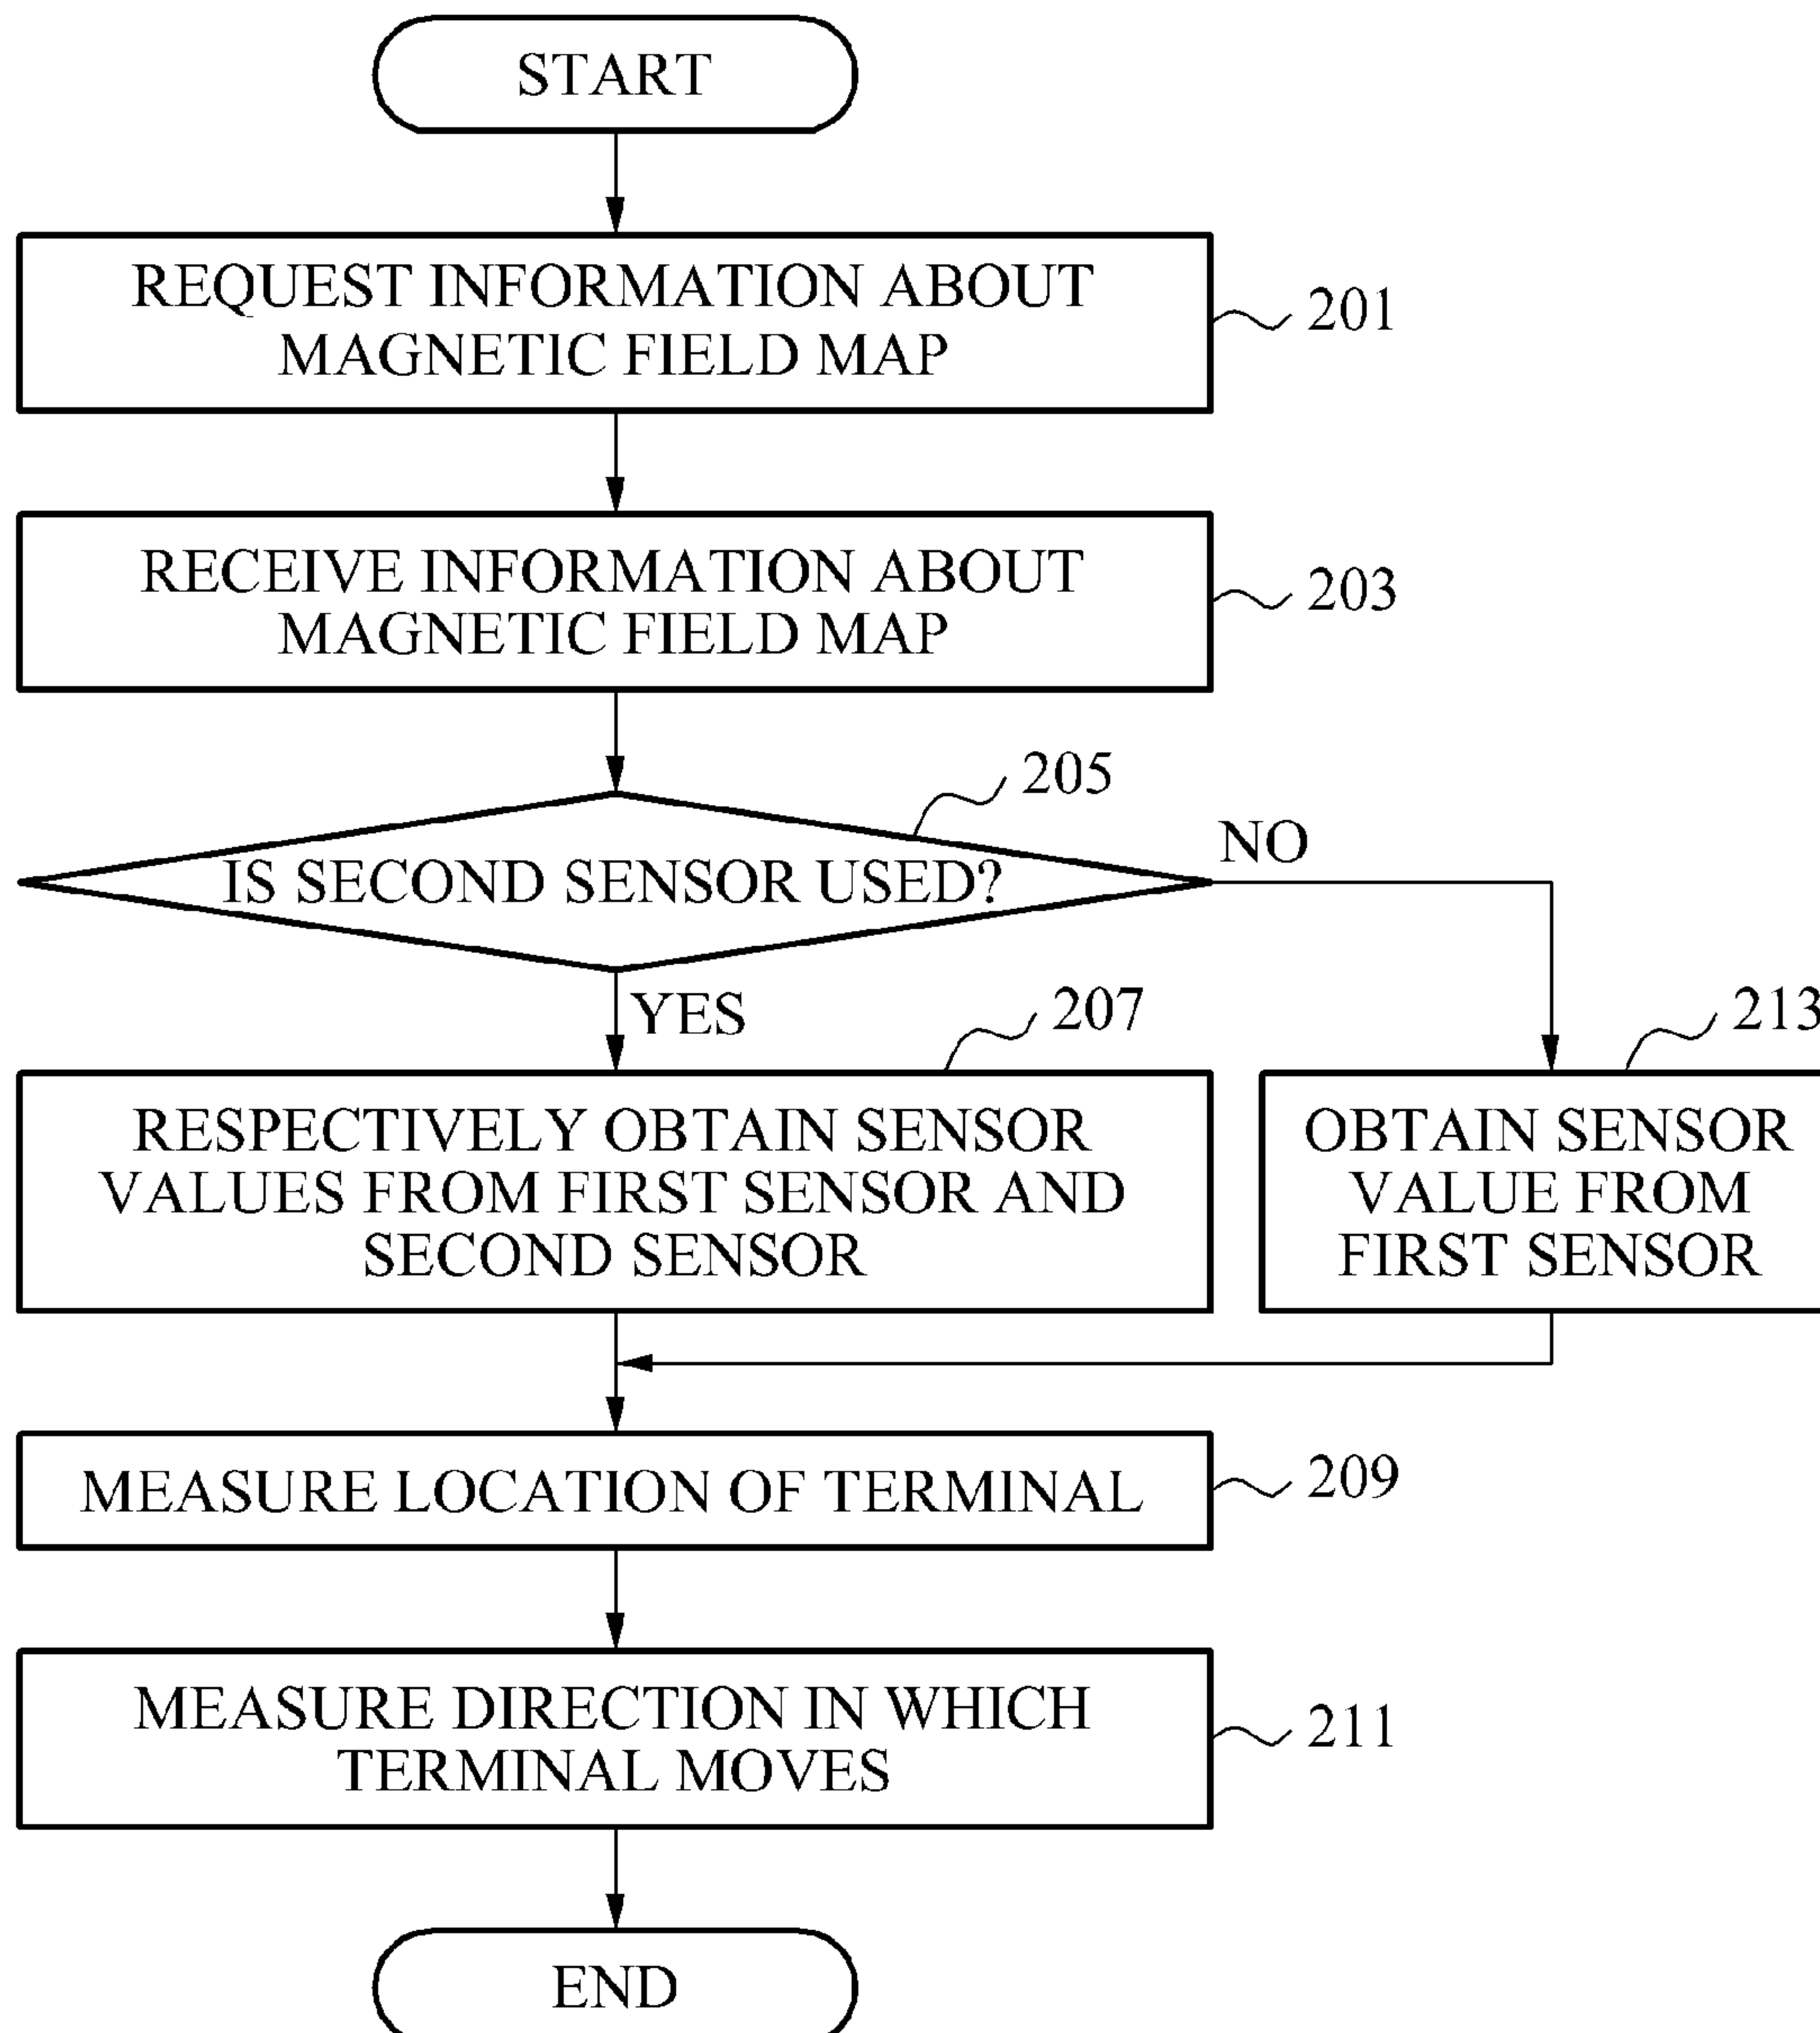 START
REQUEST INFORMATION ABOUT
MAGNETIC FIELD MAP
201
RECEIVE INFORMATION ABOUT
MAGNETIC FIELD MAP
203
205
IS SECOND SENSOR USED?
NO
YES
207
213
RESPECTIVELY OBTAIN SENSOR
VALUES FROM FIRST SENSOR AND
SECOND SENSOR
OBTAIN SENSOR
VALUE FROM
FIRST SENSOR
MEASURE LOCATION OF TERMINAL
209
MEASURE DIRECTION IN WHICH
TERMINAL MOVES
211
END